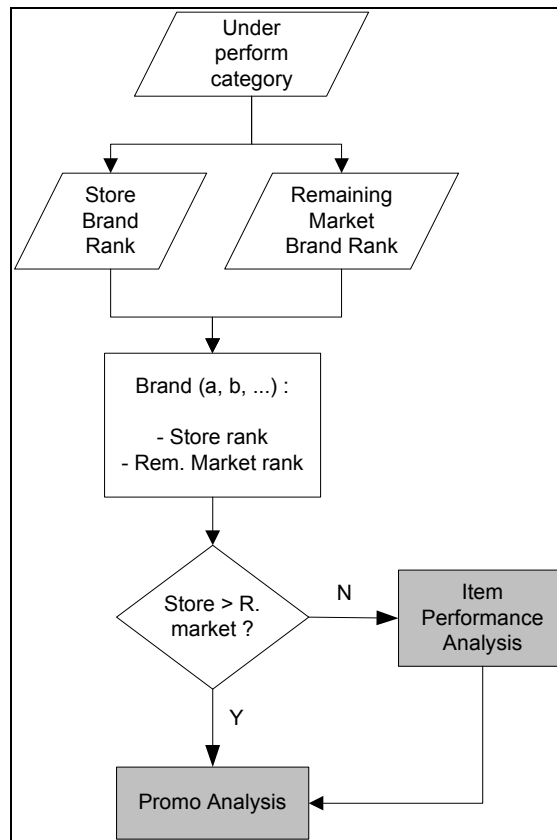 Under
perform
category
Store
Brand
Rank
Remaining
Market
Brand Rank
Brand (a, b, ...) :
- Store rank
- Rem. Market rank
Store > R.
market ?
N
Item
Performance
Analysis
Y
Promo Analysis